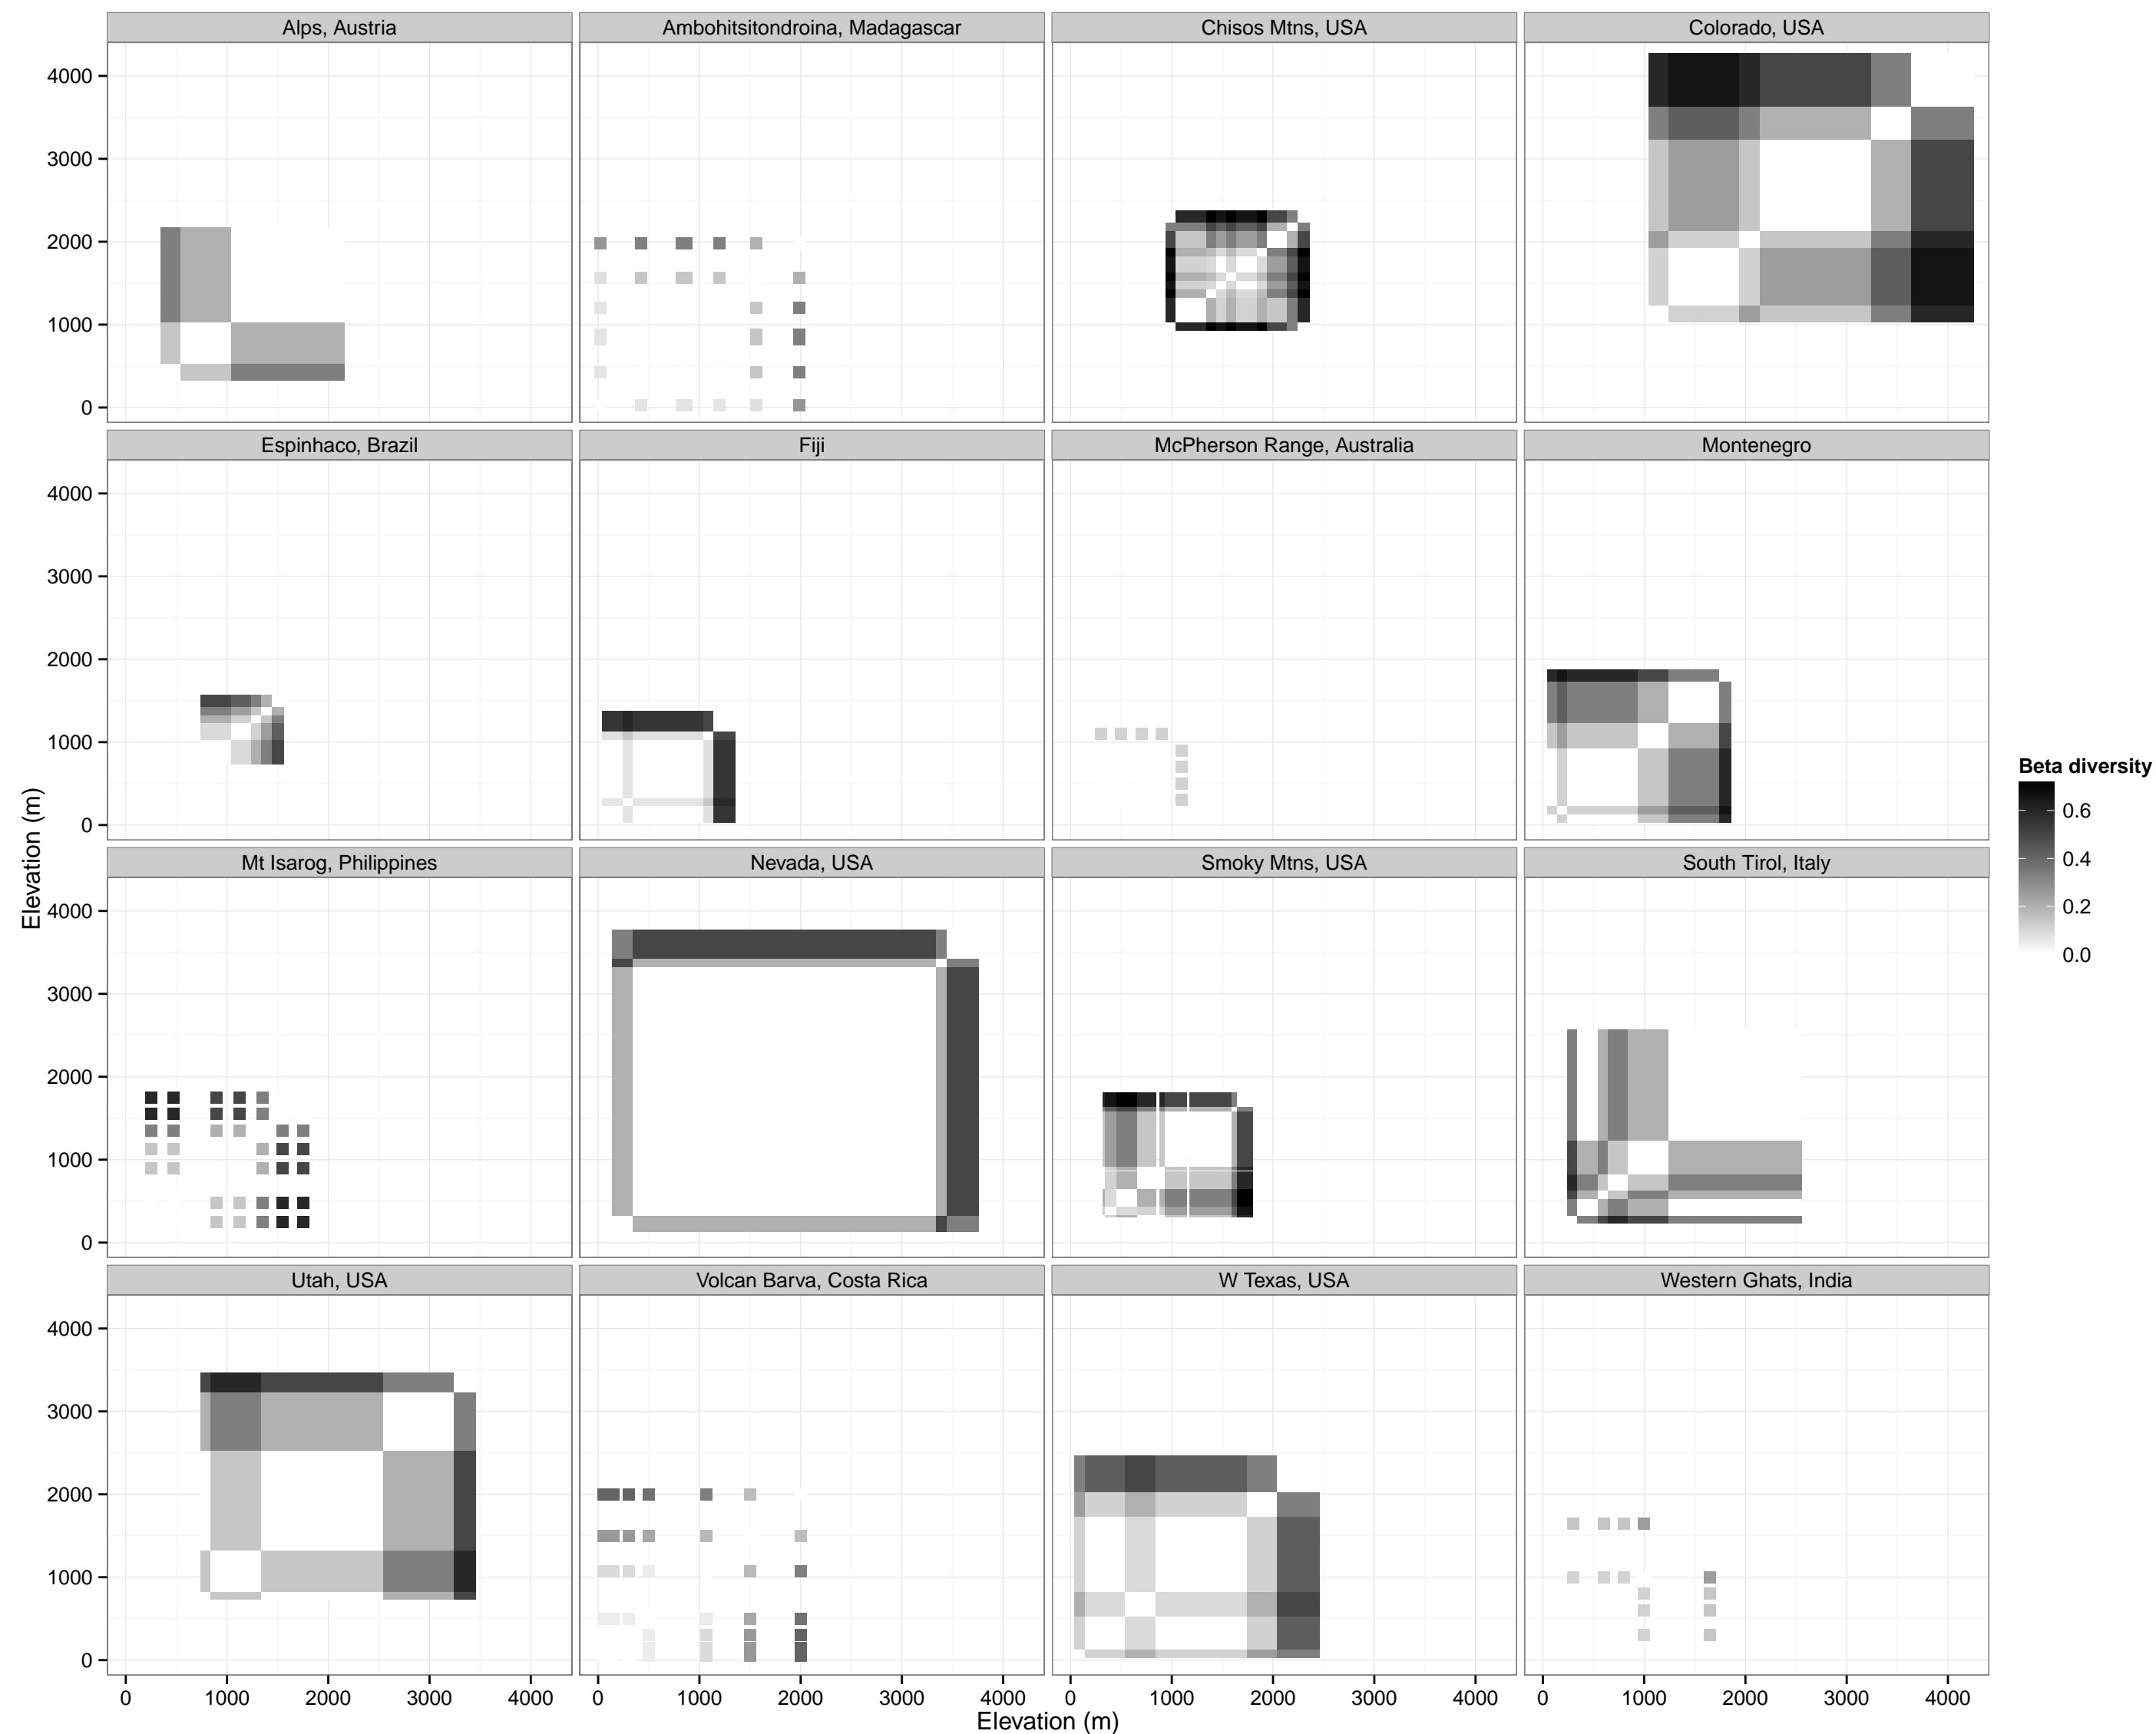 Alps, Austria
Ambohitsitondroina, Madagascar
Chisos Mtns, USA
Colorado, USA
4000
3000
2000
1000
0
Espinhaco, Brazil
Fiji
McPherson Range, Australia
Montenegro
4000
3000
2000
1000
0
Elevation (m)
Beta diversity
0.6
0.4
0.2
0.0
Mt Isarog, Philippines
Nevada, USA
Smoky Mtns, USA
South Tirol, Italy
4000
3000
2000
1000
0
Utah, USA
Volcan Barva, Costa Rica
W Texas, USA
Western Ghats, India
4000
3000
2000
1000
0
0 1000 2000 3000 4000
0 1000 2000 3000 4000
0 1000 2000 3000 4000
0 1000 2000 3000 4000
Elevation (m)